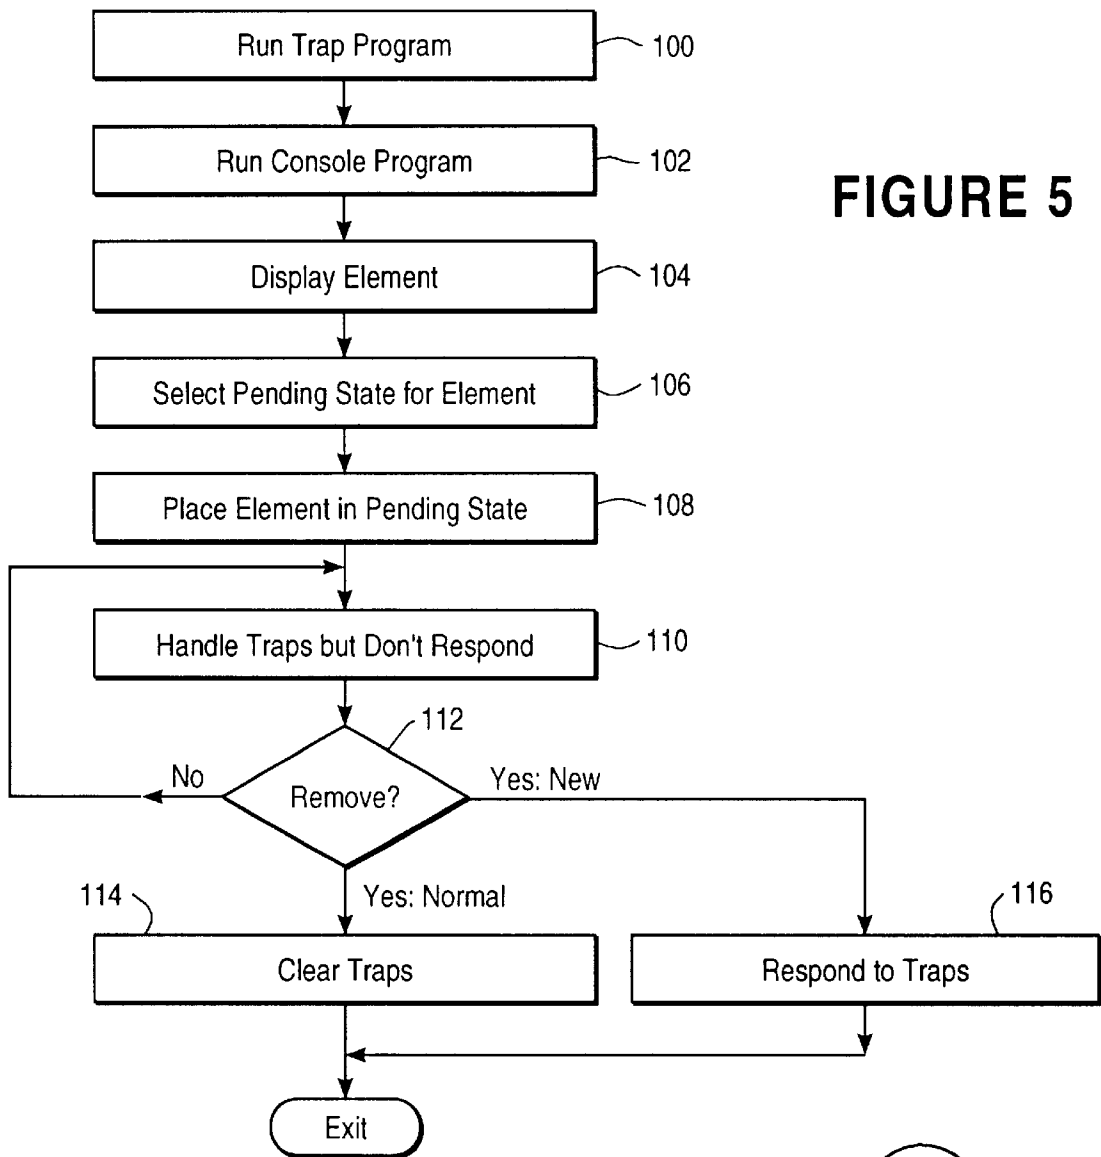 Run Trap Program
100
Run Console Program
102
FIGURE 5
Display Element
104
Select Pending State for Element
106
Place Element in Pending State
108
Handle Traps but Don't Respond
110
112
No
Remove?
Yes: New
114
Yes: Normal
116
Clear Traps
Respond to Traps
Exit